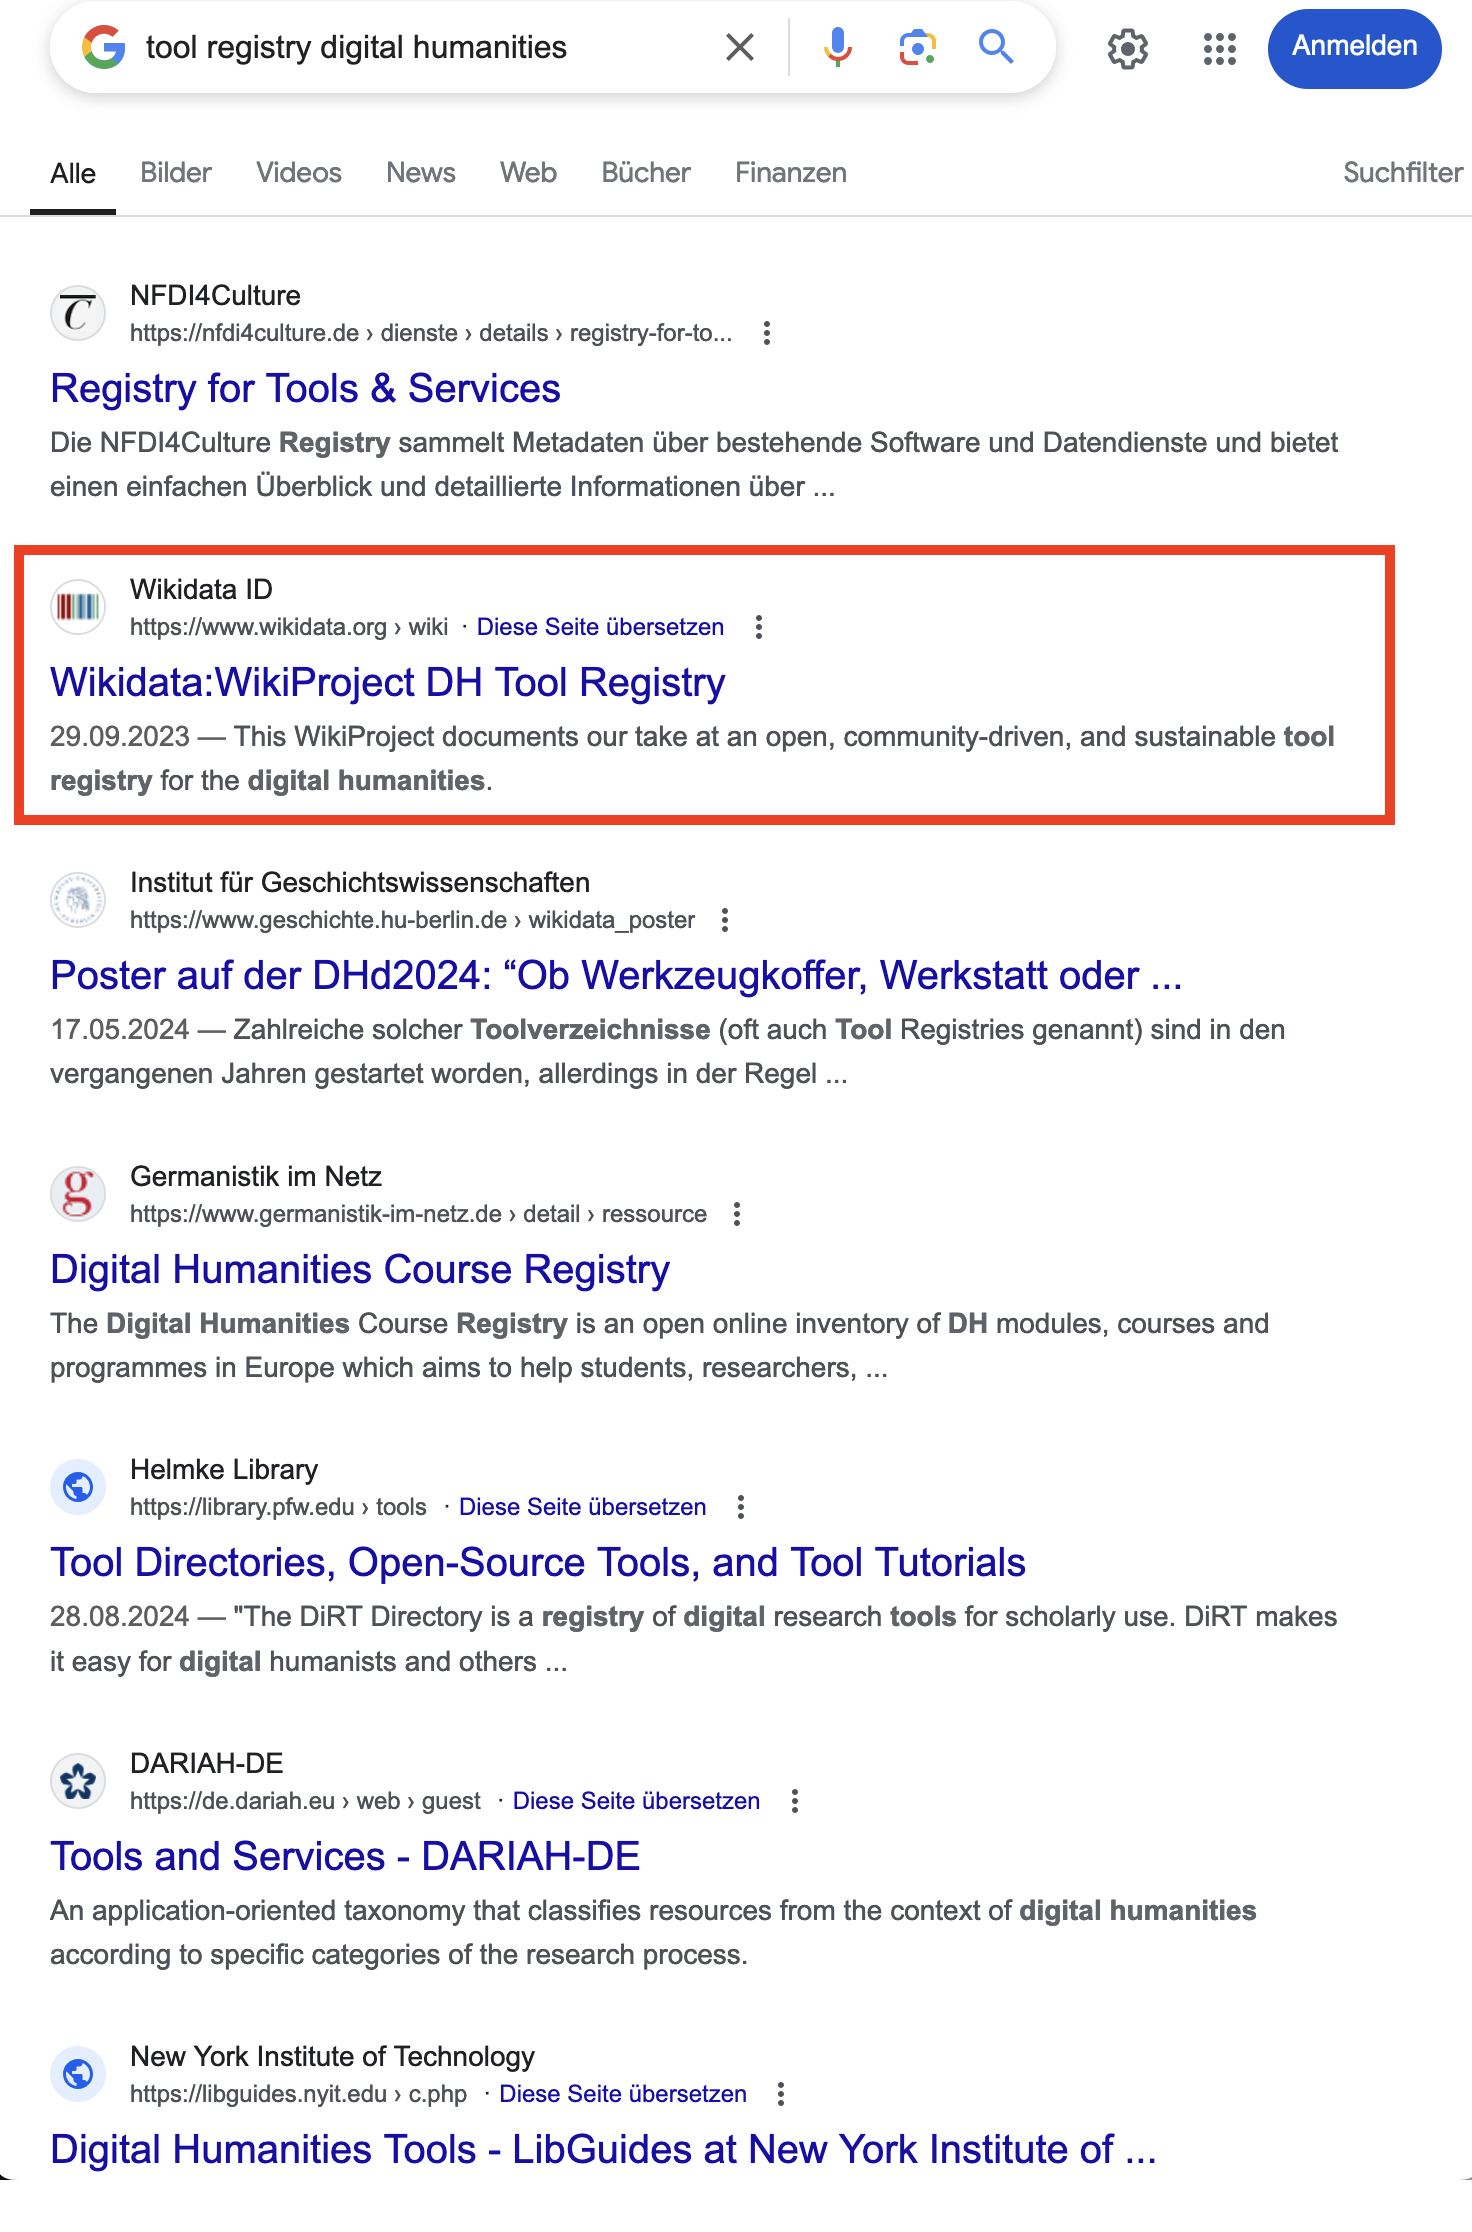 tool registry digital humanities
Anmelden
Alle Bilder Videos News Web Bücher Finanzen Suchfilter
NFDI4Culture
https://nfdi4culture.de › dienste › details › registry-for-to...
Registry for Tools & Services
Die NFDI4Culture Registry sammelt Metadaten über bestehende Software und Datendienste und bietet
einen einfachen Überblick und detaillierte Informationen über ...
Wikidata ID
https://www.wikidata.org › wiki · Diese Seite übersetzen
Wikidata:WikiProject DH Tool Registry
29.09.2023 — This WikiProject documents our take at an open, community-driven, and sustainable tool
registry for the digital humanities.
Institut für Geschichtswissenschaften
https://www.geschichte.hu-berlin.de › wikidata_poster
Poster auf der DHd2024: “Ob Werkzeugkoffer, Werkstatt oder ...
17.05.2024 — Zahlreiche solcher Toolverzeichnisse (oft auch Tool Registries genannt) sind in den
vergangenen Jahren gestartet worden, allerdings in der Regel ...
Germanistik im Netz
https://www.germanistik-im-netz.de › detail › ressource
Digital Humanities Course Registry
The Digital Humanities Course Registry is an open online inventory of DH modules, courses and
programmes in Europe which aims to help students, researchers, ...
Helmke Library
https://library.pfw.edu › tools · Diese Seite übersetzen
Tool Directories, Open-Source Tools, and Tool Tutorials
28.08.2024 — "The DiRT Directory is a registry of digital research tools for scholarly use. DiRT makes
it easy for digital humanists and others ...
DARIAH-DE
https://de.dariah.eu › web › guest · Diese Seite übersetzen
Tools and Services - DARIAH-DE
An application-oriented taxonomy that classifies resources from the context of digital humanities
according to specific categories of the research process.
New York Institute of Technology
https://libguides.nyit.edu › c.php · Diese Seite übersetzen
Digital Humanities Tools - LibGuides at New York Institute of ...